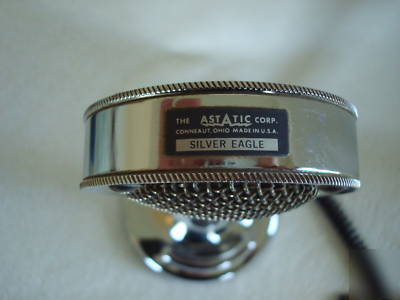 THE ASTATIC CORP.
CONNEAUT, OHIO MADE IN U.S.A.
SILVER EAGLE